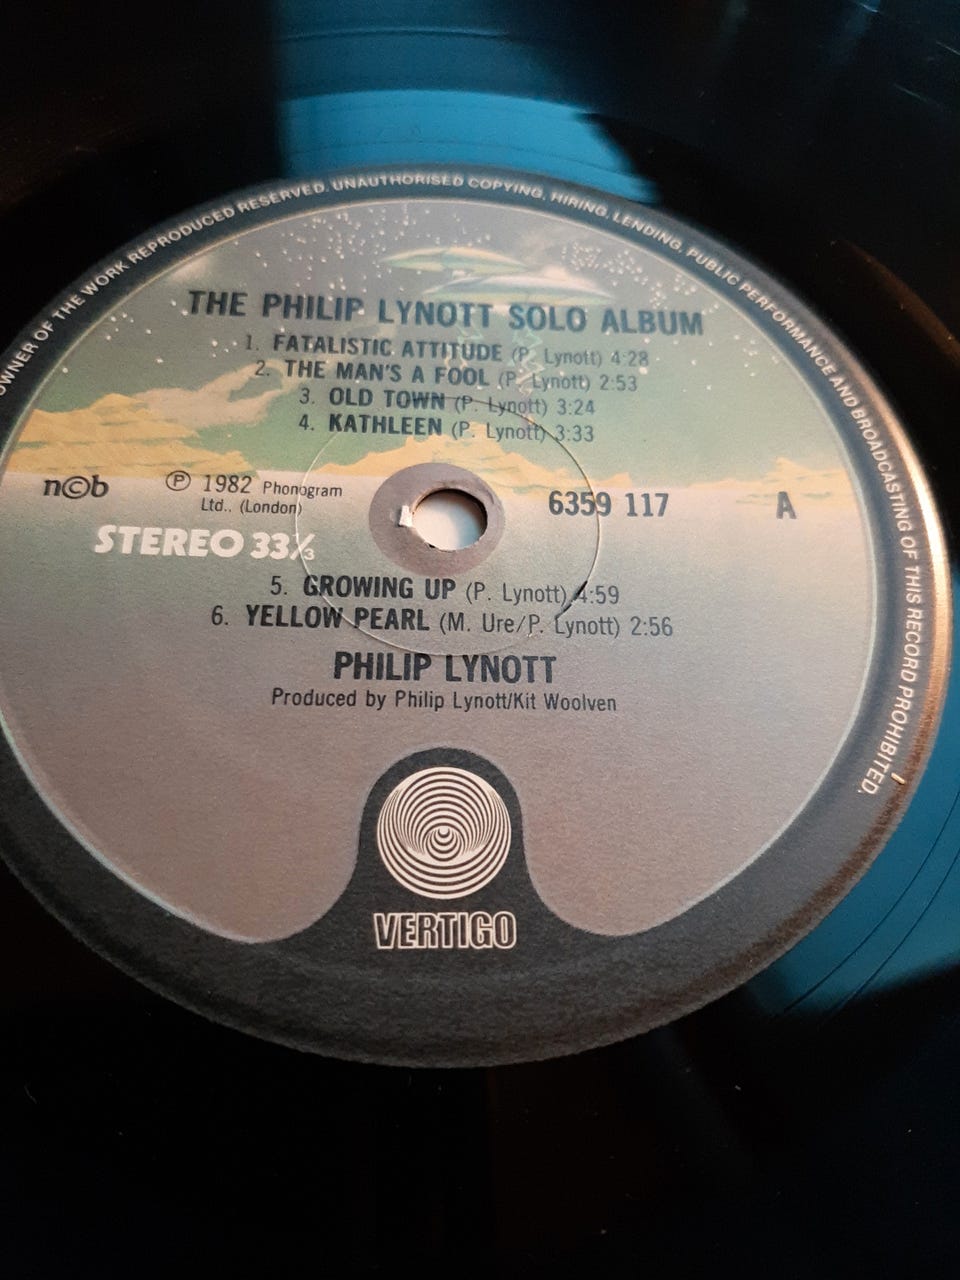 OWNER OF THE WORK REPRODUCED RESERVED. UNAUTHORISED COPYING, HIRING, LENDING, PUBLIC PERFORMANCE AND BROADCASTING OF THIS RECORD PROHIBITED.
THE PHILIP LYNOTT SOLO ALBUM
1. FATALISTIC ATTITUDE (P. Lynott) 4:28
2. THE MAN'S A FOOL (P. Lynott) 2:53
3. OLD TOWN (P. Lynott) 3:24
4. KATHLEEN (P. Lynott) 3:33
n©b
℗ 1982 Phonogram
Ltd.. (London)
6359 117
A
STEREO 33⅓
5. GROWING UP (P. Lynott) 4:59
6. YELLOW PEARL (M. Ure/P. Lynott) 2:56
PHILIP LYNOTT
Produced by Philip Lynott/Kit Woolven
VERTIGO